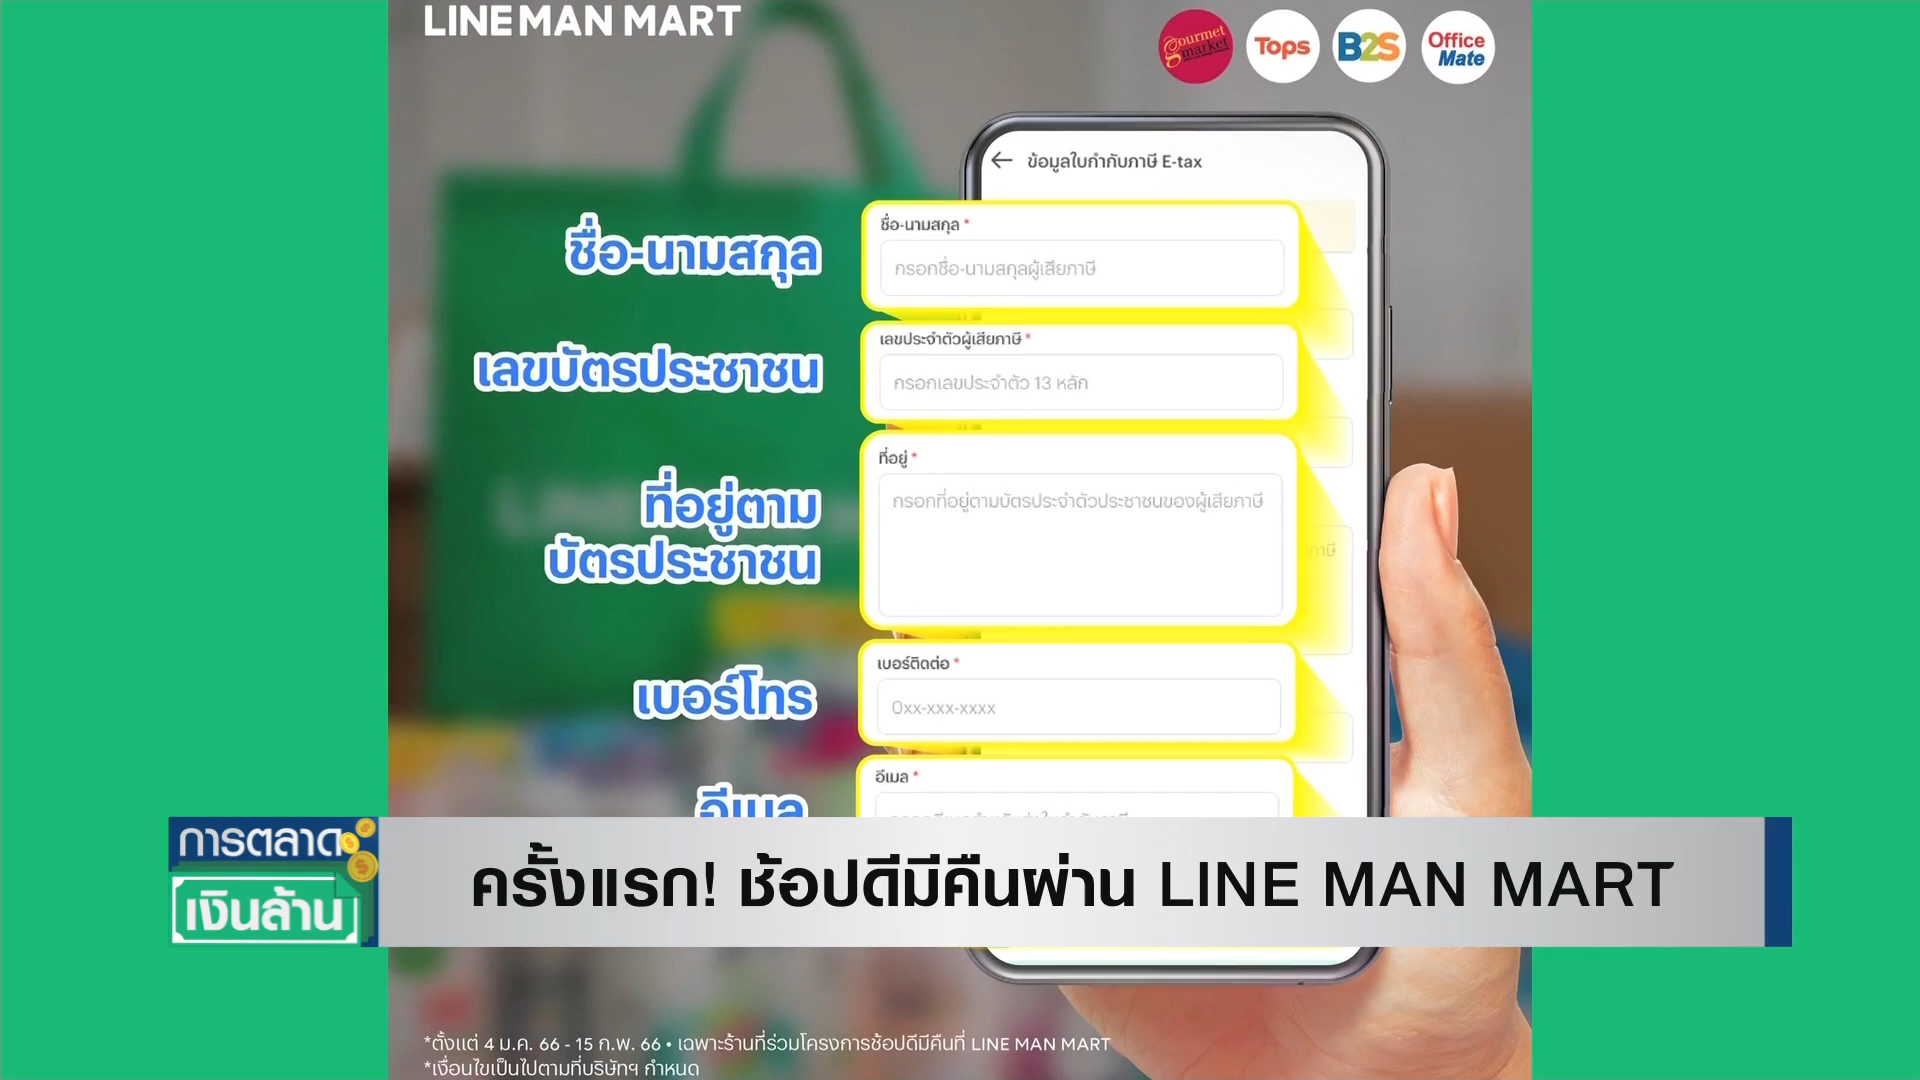 LINE MAN MART
gourmet market
Tops
B2S
Office Mate
ข้อมูลใบกำกับภาษี E-tax
ชื่อ-นามสกุล
ชื่อ-นามสกุล *
กรอกชื่อ-นามสกุลผู้เสียภาษี
เลขบัตรประชาชน
เลขประจำตัวผู้เสียภาษี *
กรอกเลขประจำตัว 13 หลัก
ที่อยู่ตาม
บัตรประชาชน
ที่อยู่ *
กรอกที่อยู่ตามบัตรประจำตัวประชาชนของผู้เสียภาษี
เบอร์โทร
เบอร์ติดต่อ *
0xx-xxx-xxxx
อีเมล
อีเมล *
การตลาด
เงินล้าน
ครั้งแรก! ช้อปดีมีคืนผ่าน LINE MAN MART
*ตั้งแต่ 4 ม.ค. 66 - 15 ก.พ. 66 • เฉพาะร้านที่ร่วมโครงการช้อปดีมีคืนที่ LINE MAN MART
*เงื่อนไขเป็นไปตามที่บริษัทฯ กำหนด